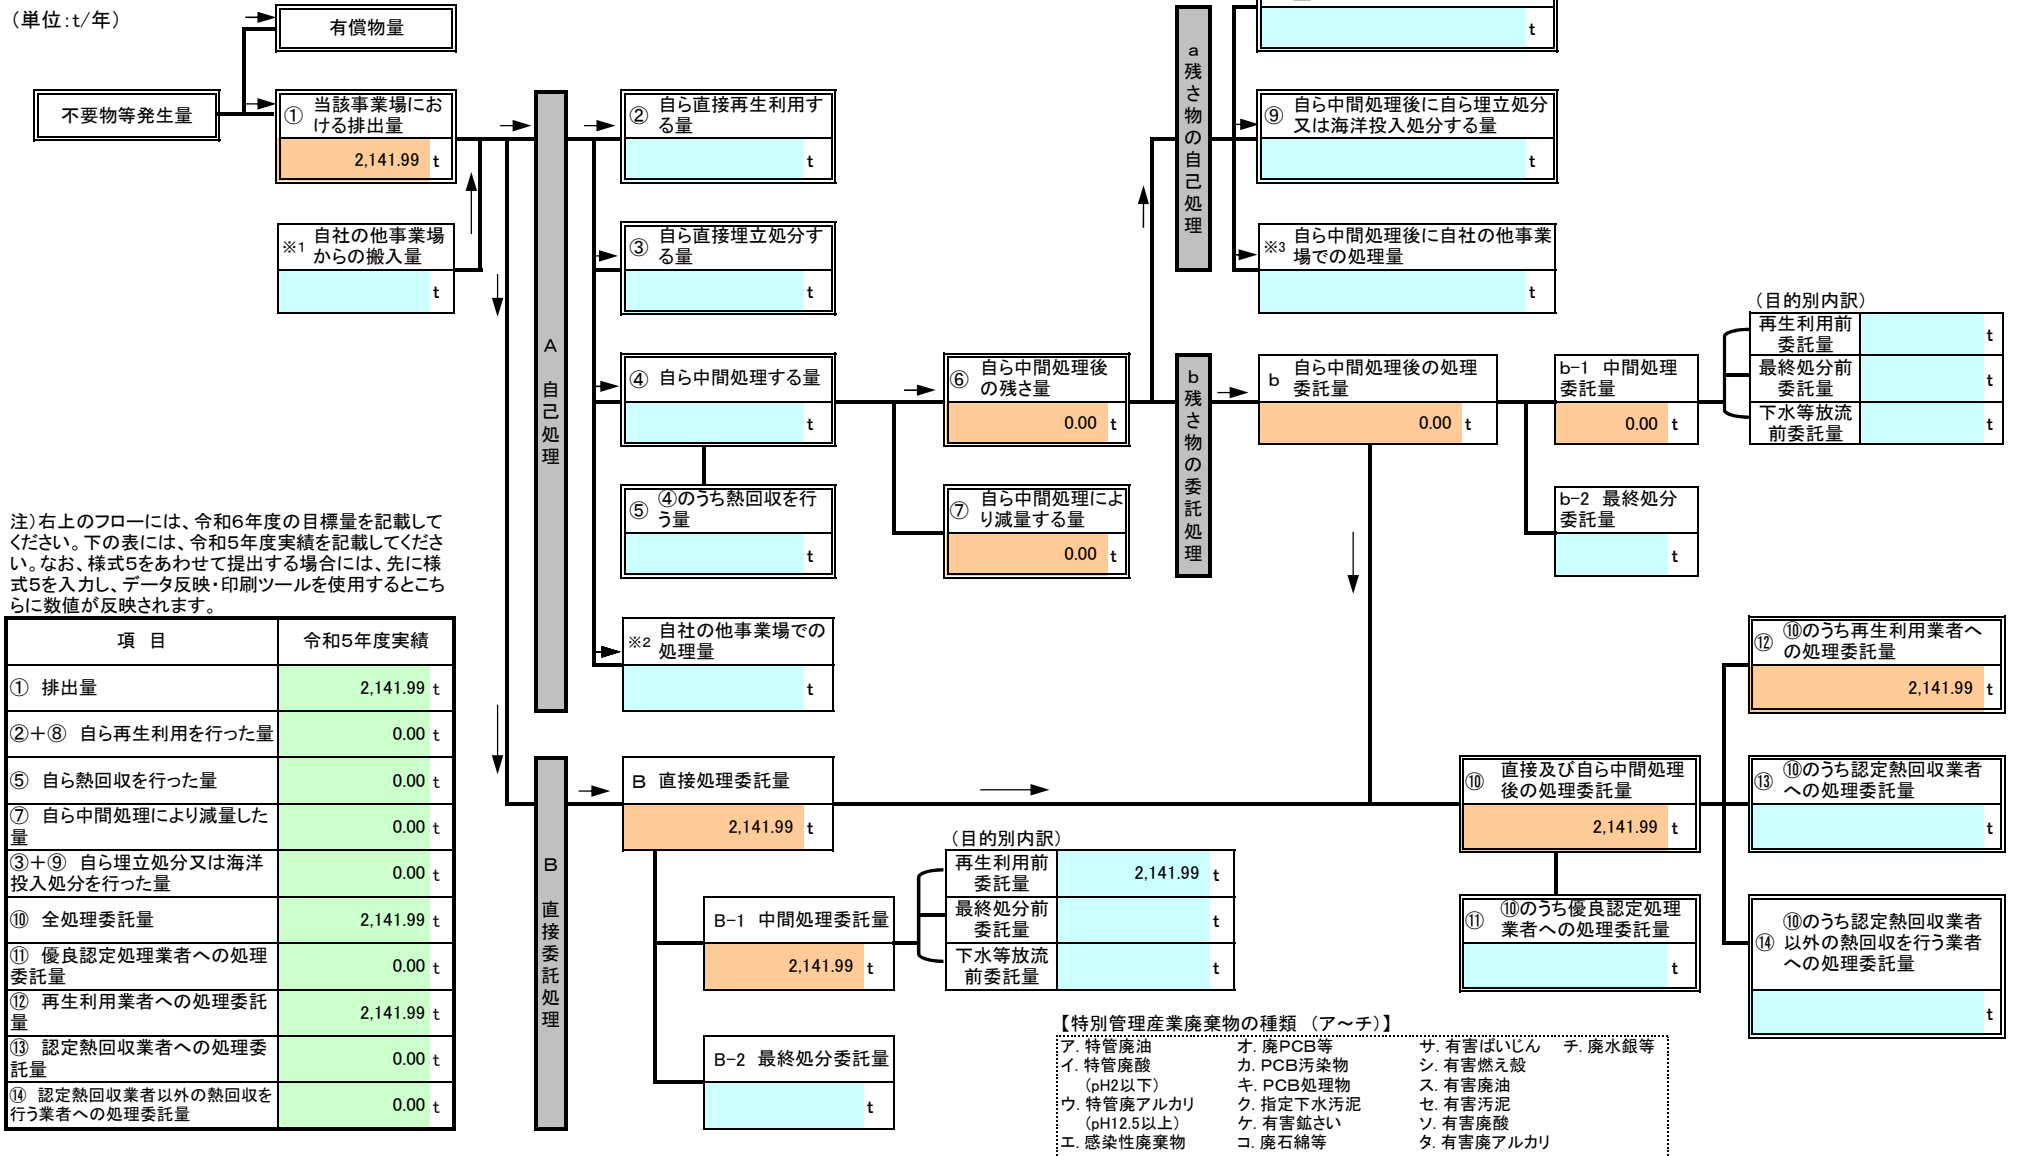 （単位：t/年）
有償物量
不要物等発生量
① 当該事業場にお
ける排出量
2,141.99 t
※1 自社の他事業場
からの搬入量
t
A 自己処理
② 自ら直接再生利用す
る量
t
③ 自ら直接埋立処分す
る量
t
④ 自ら中間処理する量
t
⑤ ④のうち熱回収を行
う量
t
※2 自社の他事業場での
処理量
t
⑥ 自ら中間処理後
の残さ量
0.00 t
⑦ 自ら中間処理によ
り減量する量
0.00 t
a 残さ物の自己処理
t
⑨ 自ら中間処理後に自ら埋立処分
又は海洋投入処分する量
t
※3 自ら中間処理後に自社の他事業
場での処理量
t
b 残さ物の委託処理
b 自ら中間処理後の処理
委託量
0.00 t
b-1 中間処理
委託量
0.00 t
b-2 最終処分
委託量
t
（目的別内訳）
再生利用前
委託量
t
最終処分前
委託量
t
下水等放流
前委託量
t
注）右上のフローには、令和6年度の目標量を記載して
ください。下の表には、令和5年度実績を記載してくださ
い。なお、様式5をあわせて提出する場合には、先に様
式5を入力し、データ反映・印刷ツールを使用するとこち
らに数値が反映されます。
項 目 令和5年度実績
① 排出量 2,141.99 t
②＋⑧ 自ら再生利用を行った量 0.00 t
⑤ 自ら熱回収を行った量 0.00 t
⑦ 自ら中間処理により減量した
量 0.00 t
③＋⑨ 自ら埋立処分又は海洋
投入処分を行った量 0.00 t
⑩ 全処理委託量 2,141.99 t
⑪ 優良認定処理業者への処理
委託量 0.00 t
⑫ 再生利用業者への処理委託
量 2,141.99 t
⑬ 認定熱回収業者への処理委
託量 0.00 t
⑭ 認定熱回収業者以外の熱回収を
行う業者への処理委託量 0.00 t
B 直接委託処理
B 直接処理委託量
2,141.99 t
B-1 中間処理委託量
2,141.99 t
B-2 最終処分委託量
t
（目的別内訳）
再生利用前
委託量
2,141.99 t
最終処分前
委託量
t
下水等放流
前委託量
t
⑩ 直接及び自ら中間処理
後の処理委託量
2,141.99 t
⑪ ⑩のうち優良認定処理
業者への処理委託量
t
⑫ ⑩のうち再生利用業者へ
の処理委託量
2,141.99 t
⑬ ⑩のうち認定熱回収業者
への処理委託量
t
⑭ ⑩のうち認定熱回収業者
以外の熱回収を行う業者
への処理委託量
t
【特別管理産業廃棄物の種類 （ア～チ）】
ア. 特管廃油 オ. 廃PCB等 サ. 有害ばいじん チ. 廃水銀等
イ. 特管廃酸 カ. PCB汚染物 シ. 有害燃え殻
（pH2以下） キ. PCB処理物 ス. 有害廃油
ウ. 特管廃アルカリ ク. 指定下水汚泥 セ. 有害汚泥
（pH12.5以上） ケ. 有害鉱さい ソ. 有害廃酸
エ. 感染性廃棄物 コ. 廃石綿等 タ. 有害廃アルカリ